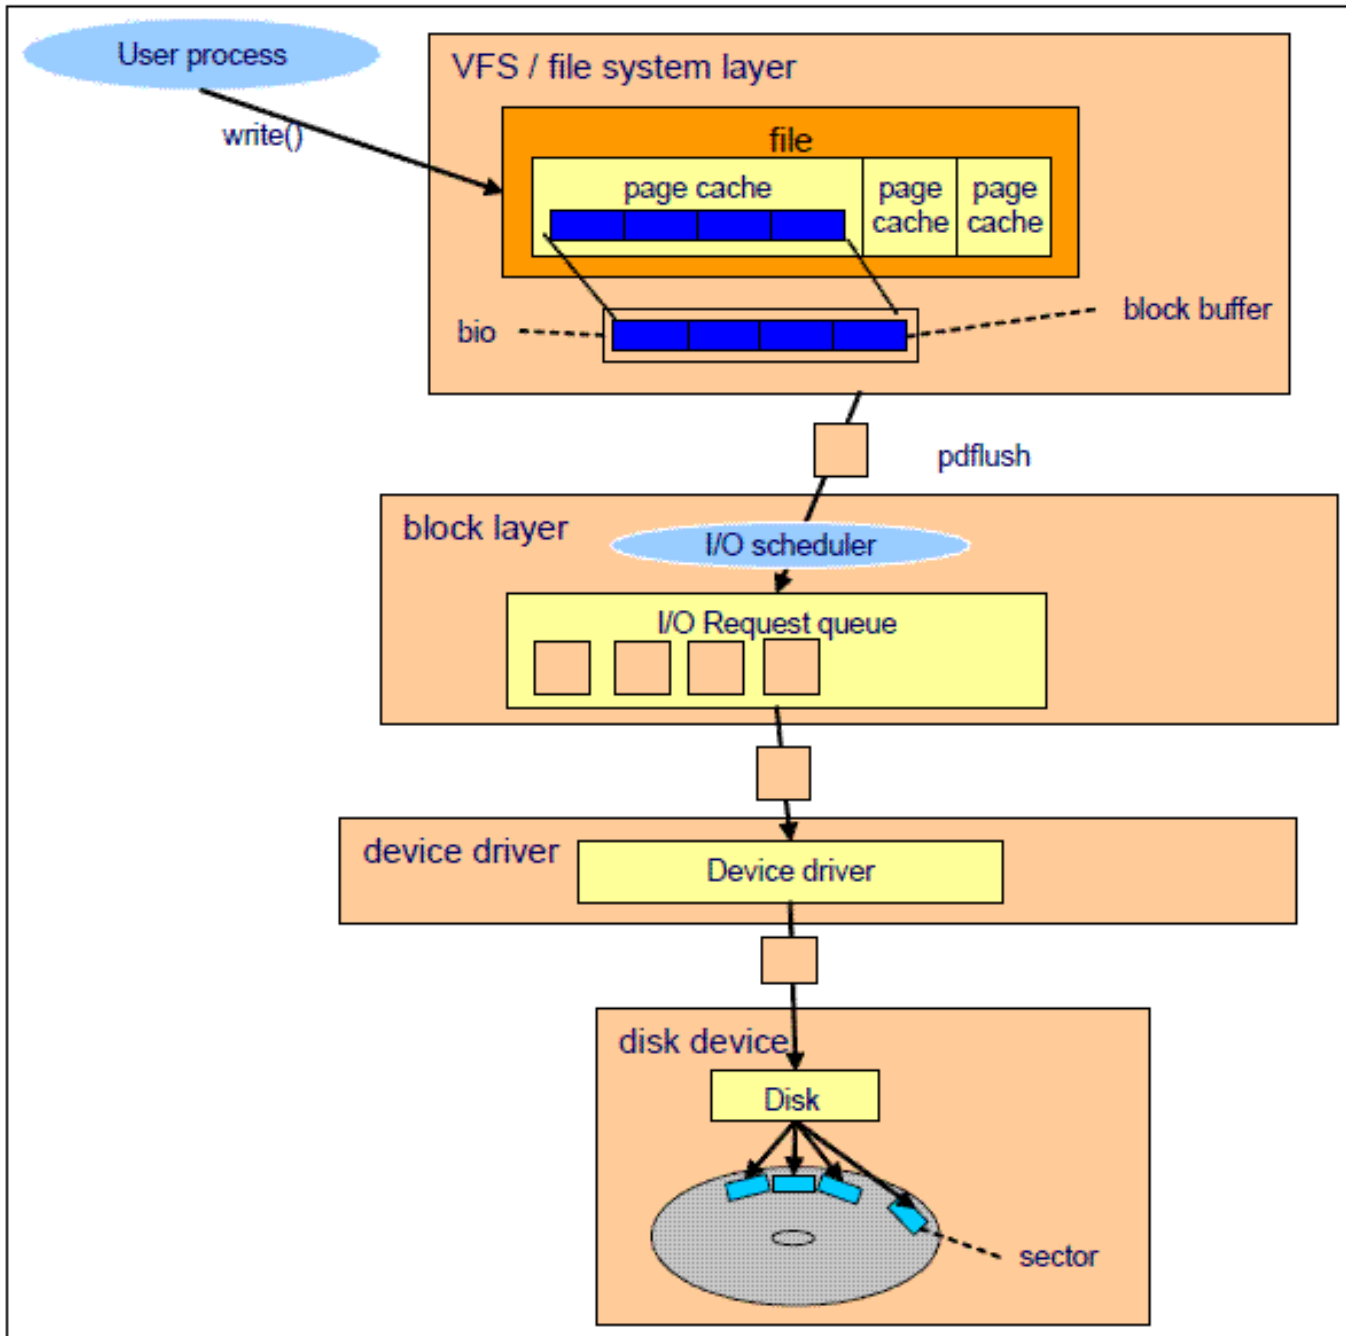 User process
write()
VFS / file system layer
file
page cache
page
cache
page
cache
bio
block buffer
pdflush
block layer
I/O scheduler
I/O Request queue
device driver
Device driver
disk device
Disk
sector